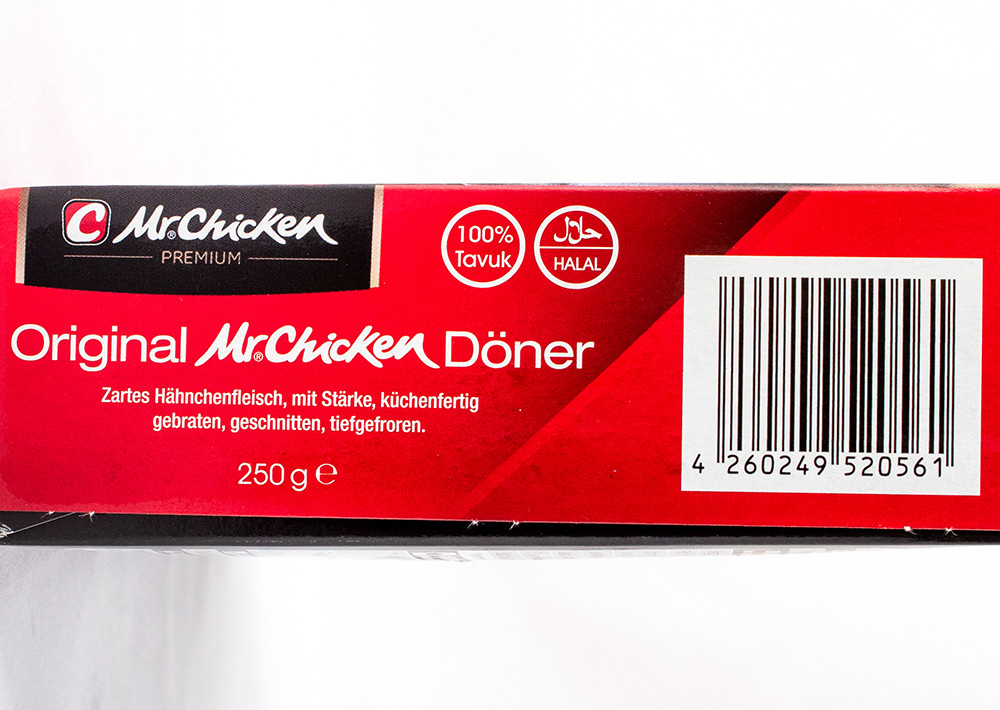 C Mr.Chicken®
PREMIUM
100%
Tavuk
حلال
HALAL
Original Mr.Chicken® Döner
Zartes Hähnchenfleisch, mit Stärke, küchenfertig
gebraten, geschnitten, tiefgefroren.
250 g ℮
4 260249 520561